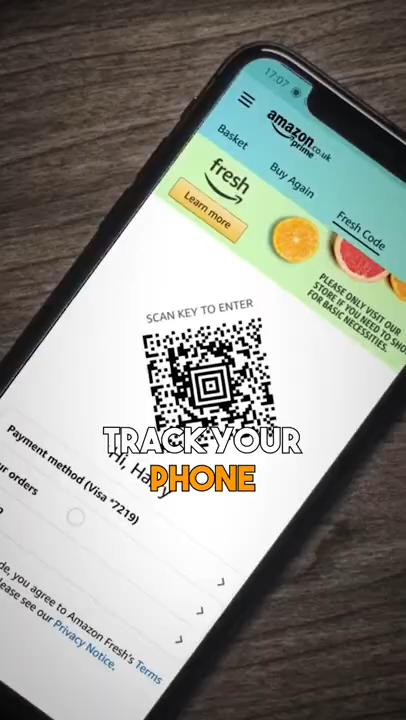 17:07
amazon.co.uk
prime
Basket
Buy Again
Fresh Code
fresh
Learn more
PLEASE ONLY VISIT OUR
STORE IF YOU NEED TO SHO
FOR BASIC NECESSITIES.
SCAN KEY TO ENTER
TRACK YOUR
PHONE
Hi, Harry
Payment method (Visa *7219)
ur orders
de, you agree to Amazon Fresh's Terms
lease see our Privacy Notice.